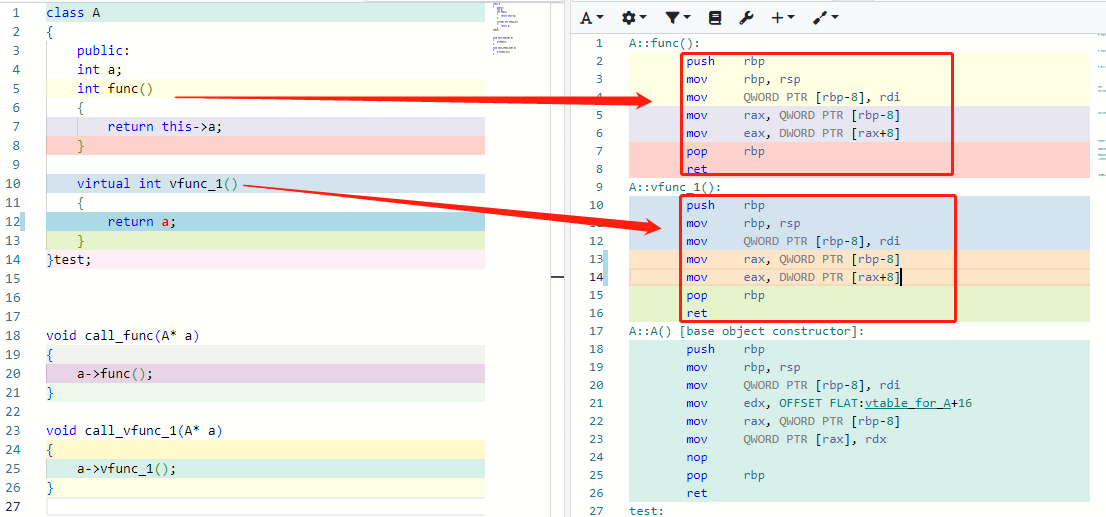 1 class A
2 {
3 public:
4 int a;
5 int func()
6 {
7 return this->a;
8 }
9
10 virtual int vfunc_1()
11 {
12 return a;
13 }
14 }test;
15
16
17
18 void call_func(A* a)
19 {
20 a->func();
21 }
22
23 void call_vfunc_1(A* a)
24 {
25 a->vfunc_1();
26 }
27
A
1 A::func():
2 push rbp
3 mov rbp, rsp
4 mov QWORD PTR [rbp-8], rdi
5 mov rax, QWORD PTR [rbp-8]
6 mov eax, DWORD PTR [rax+8]
7 pop rbp
8 ret
9 A::vfunc_1():
10 push rbp
mov rbp, rsp
12 mov QWORD PTR [rbp-8], rdi
13 mov rax, QWORD PTR [rbp-8]
14 mov eax, DWORD PTR [rax+8]
15 pop rbp
16 ret
17 A::A() [base object constructor]:
18 push rbp
19 mov rbp, rsp
20 mov QWORD PTR [rbp-8], rdi
21 mov edx, OFFSET FLAT:vtable_for_A+16
22 mov rax, QWORD PTR [rbp-8]
23 mov QWORD PTR [rax], rdx
24 nop
25 pop rbp
26 ret
27 test: